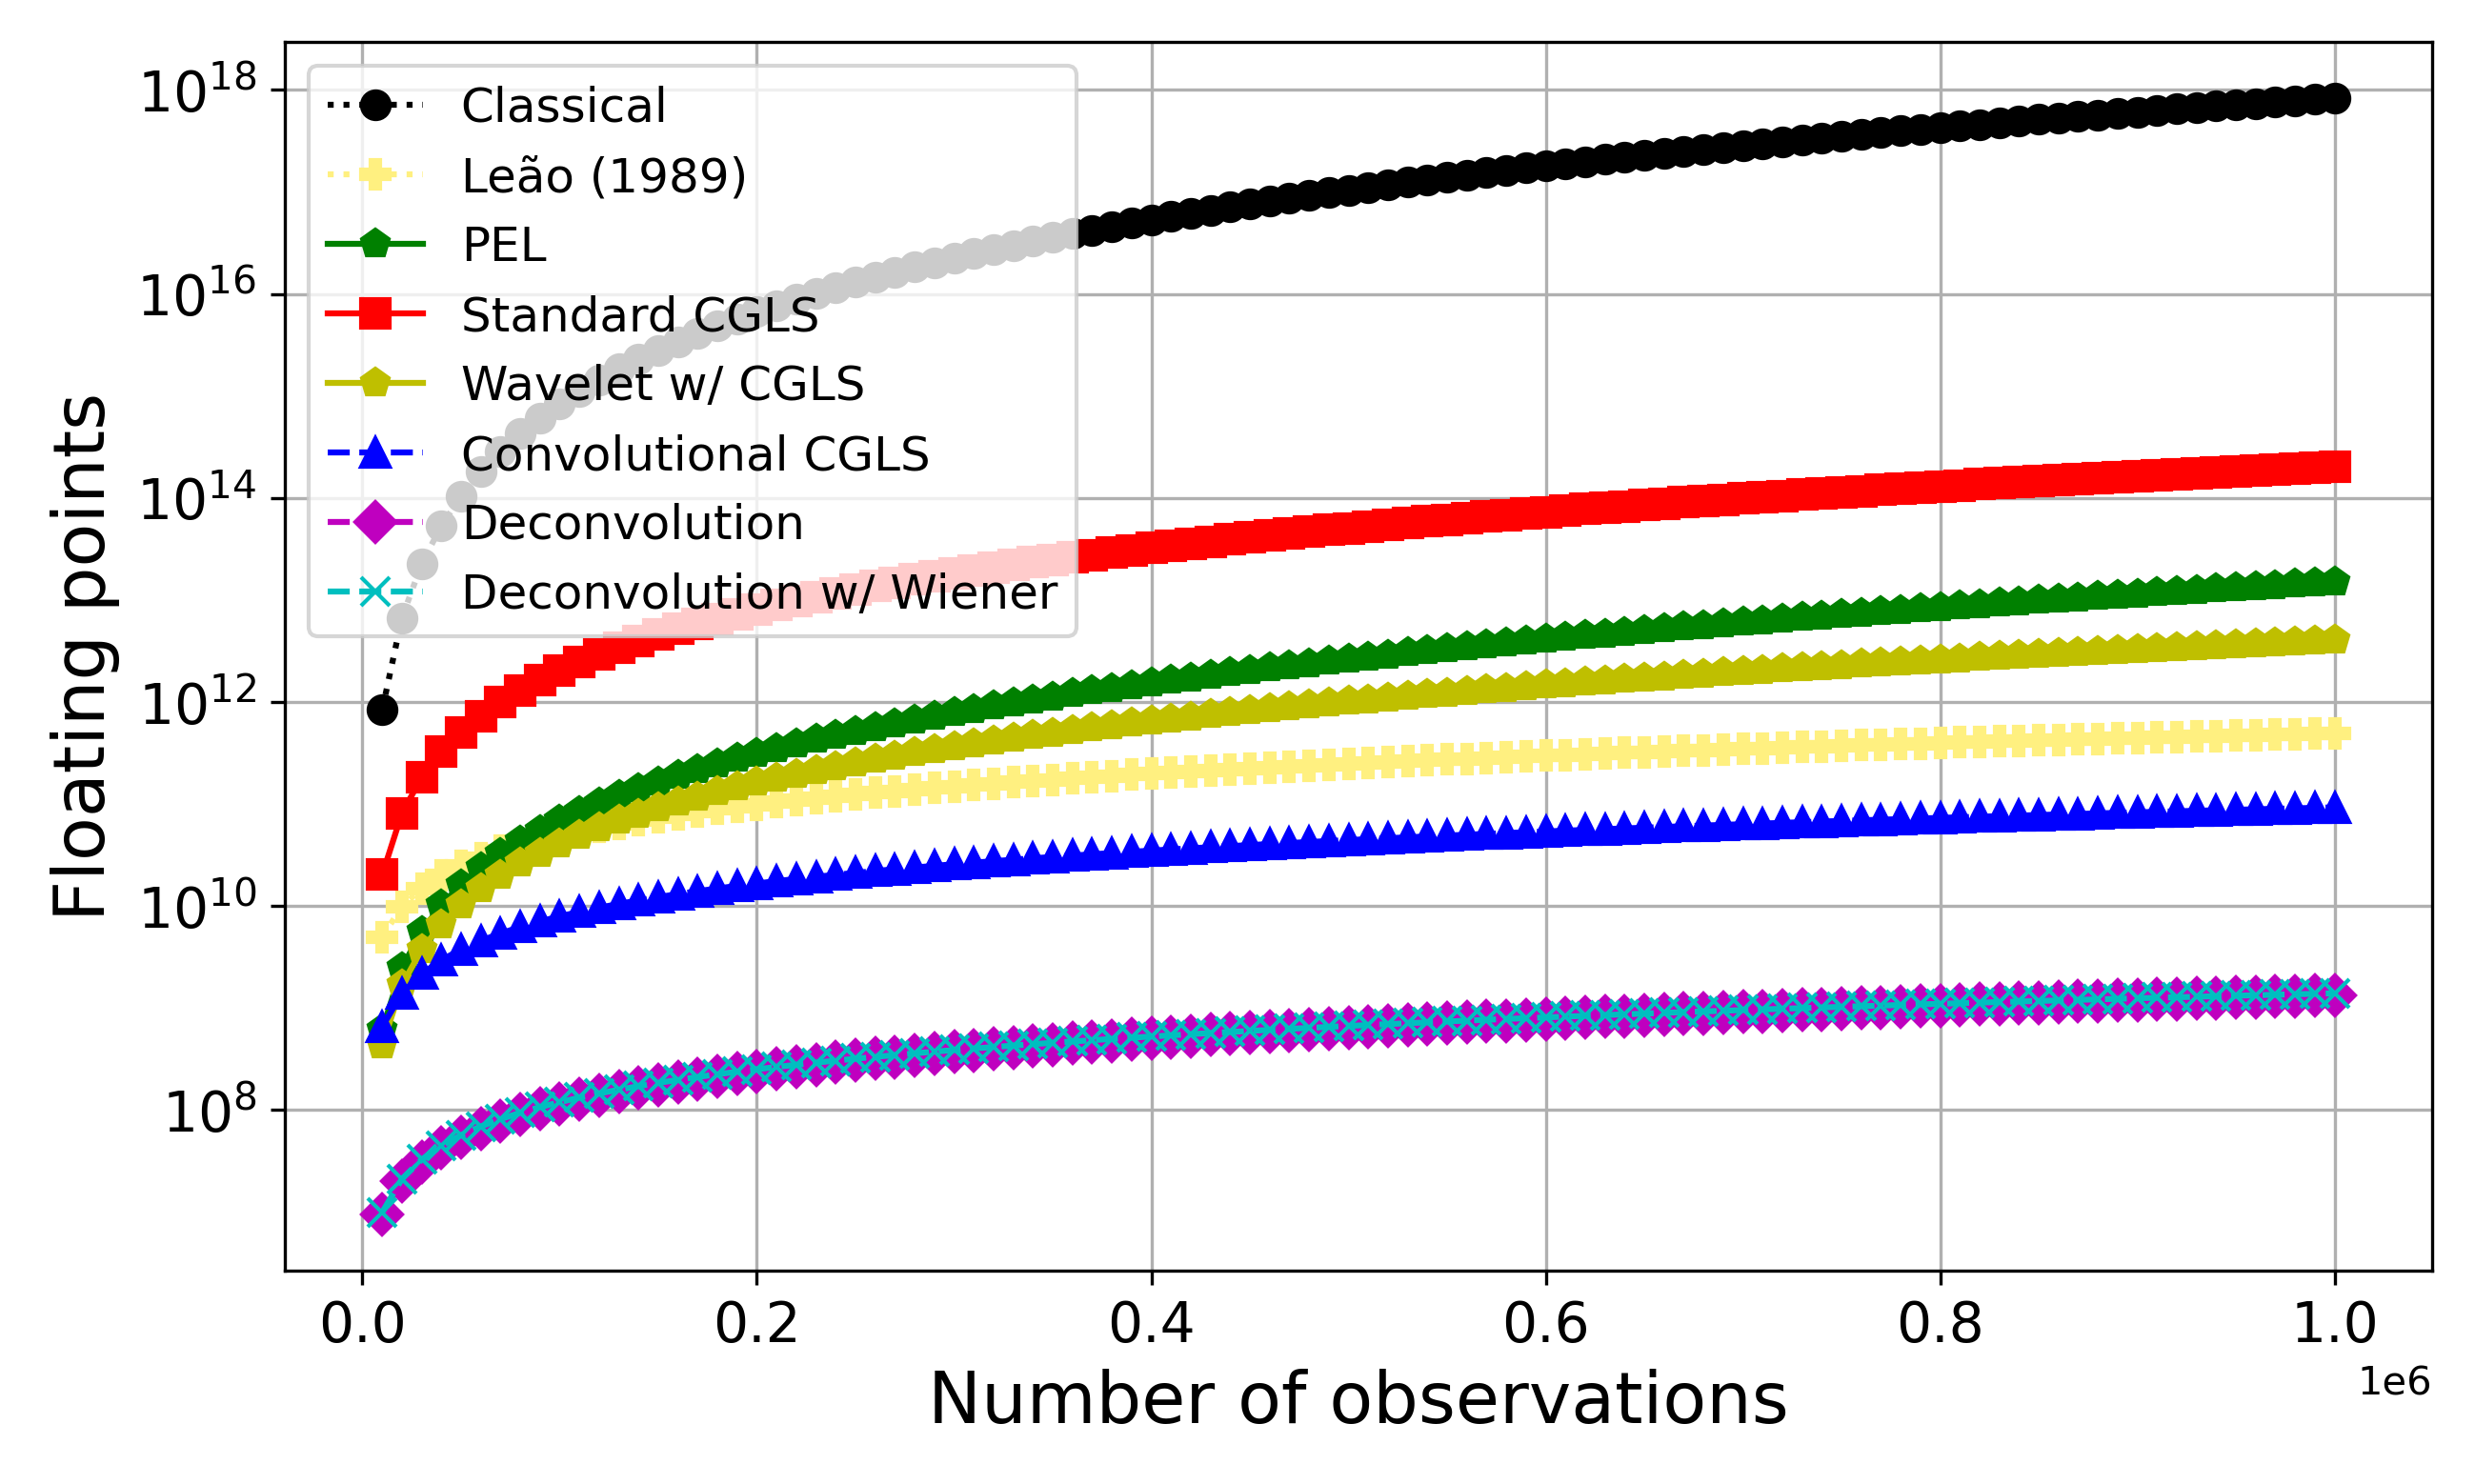 Floating points
10^18
10^16
10^14
10^12
10^10
10^8
Classical
Leão (1989)
PEL
Standard CGLS
Wavelet w/ CGLS
Convolutional CGLS
Deconvolution
Deconvolution w/ Wiener
0.0 0.2 0.4 0.6 0.8 1.0
1e6
Number of observations